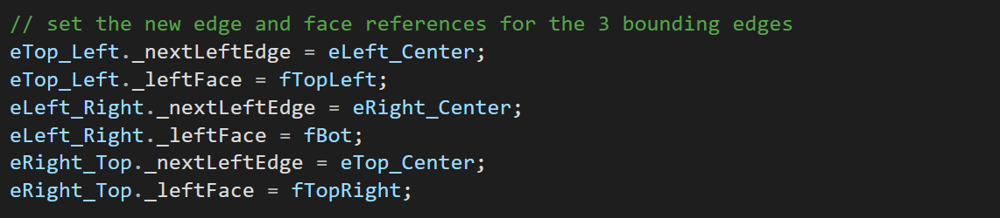 // set the new edge and face references for the 3 bounding edges
eTop_Left._nextLeftEdge = eLeft_Center;
eTop_Left._leftFace = fTopLeft;
eLeft_Right._nextLeftEdge = eRight_Center;
eLeft_Right._leftFace = fBot;
eRight_Top._nextLeftEdge = eTop_Center;
eRight_Top._leftFace = fTopRight;